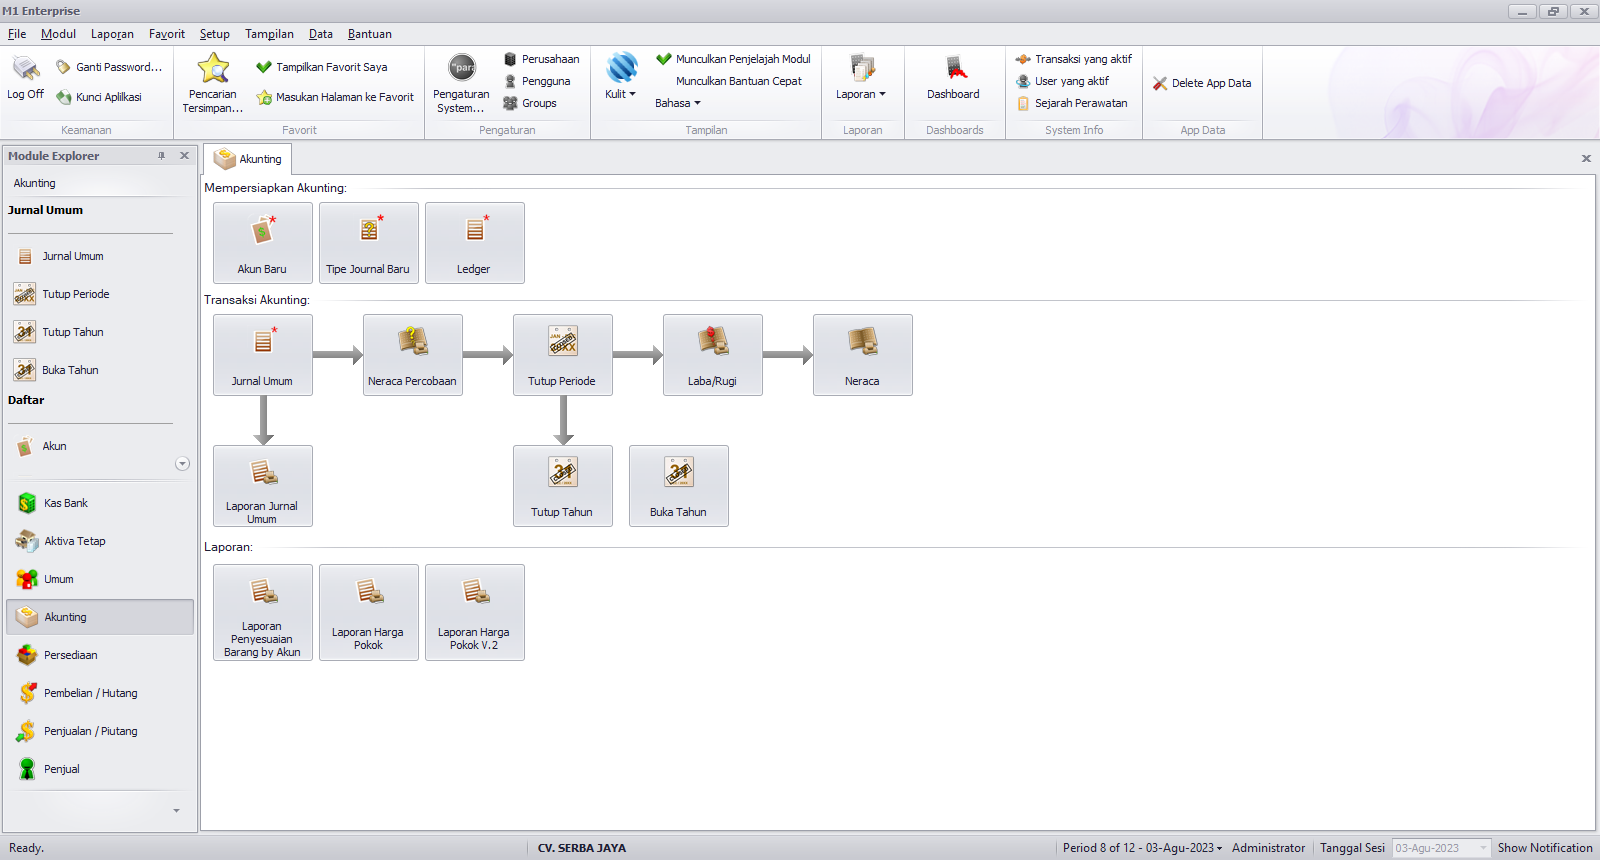 M1 Enterprise
File Modul Laporan Favorit Setup Tampilan Data Bantuan
Log Off
Ganti Password...
Kunci Aplilkasi
Keamanan
Pencarian
Tersimpan...
Tampilkan Favorit Saya
Masukan Halaman ke Favorit
Favorit
"para
Pengaturan
System...
Perusahaan
Pengguna
Groups
Pengaturan
Kulit
Munculkan Penjelajah Modul
Munculkan Bantuan Cepat
Bahasa
Tampilan
Laporan
Laporan
Dashboard
Dashboards
Transaksi yang aktif
User yang aktif
Sejarah Perawatan
System Info
Delete App Data
App Data
Module Explorer
Akunting
Jurnal Umum
Jurnal Umum
Tutup Periode
Tutup Tahun
Buka Tahun
Daftar
Akun
Kas Bank
Aktiva Tetap
Umum
Akunting
Persediaan
Pembelian / Hutang
Penjualan / Piutang
Penjual
Akunting
Mempersiapkan Akunting:
Akun Baru
Tipe Journal Baru
Ledger
Transaksi Akunting:
Jurnal Umum
Neraca Percobaan
Tutup Periode
Laba/Rugi
Neraca
Laporan Jurnal
Umum
Tutup Tahun
Buka Tahun
Laporan:
Laporan
Penyesuaian
Barang by Akun
Laporan Harga
Pokok
Laporan Harga
Pokok V.2
Ready.
CV. SERBA JAYA
Period 8 of 12 - 03-Agu-2023
Administrator
Tanggal Sesi
03-Agu-2023
Show Notification